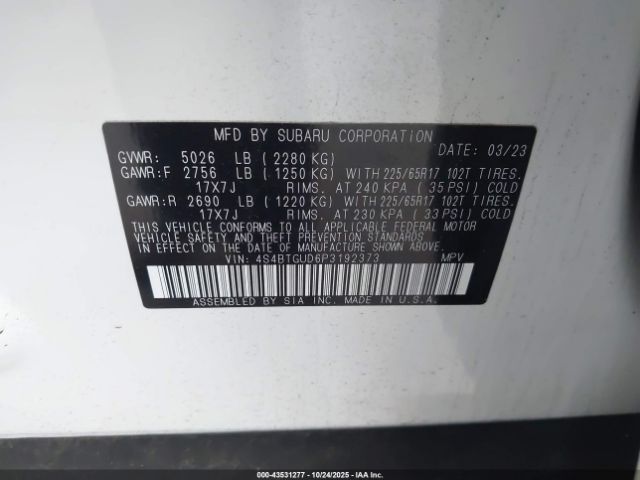 MFD BY SUBARU CORPORATION
GVWR: 5026 LB (2280 KG) DATE: 03/23
GAWR:F 2756 LB (1250 KG) WITH 225/65R17 102T TIRES.
17X7J RIMS. AT 240 KPA (35 PSI) COLD
GAWR:R 2690 LB (1220 KG) WITH 225/65R17 102T TIRES.
17X7J RIMS. AT 230 KPA (33 PSI) COLD
THIS VEHICLE CONFORMS TO ALL APPLICABLE FEDERAL MOTOR
VEHICLE SAFETY AND THEFT PREVENTION STANDARDS
IN EFFECT ON THE DATE OF MANUFACTURE SHOWN ABOVE.
VIN: 4S4BTGUD6P3192373 MPV
ASSEMBLED BY SIA INC. MADE IN U.S.A.
000-43531277 - 10/24/2025 - IAAI.com